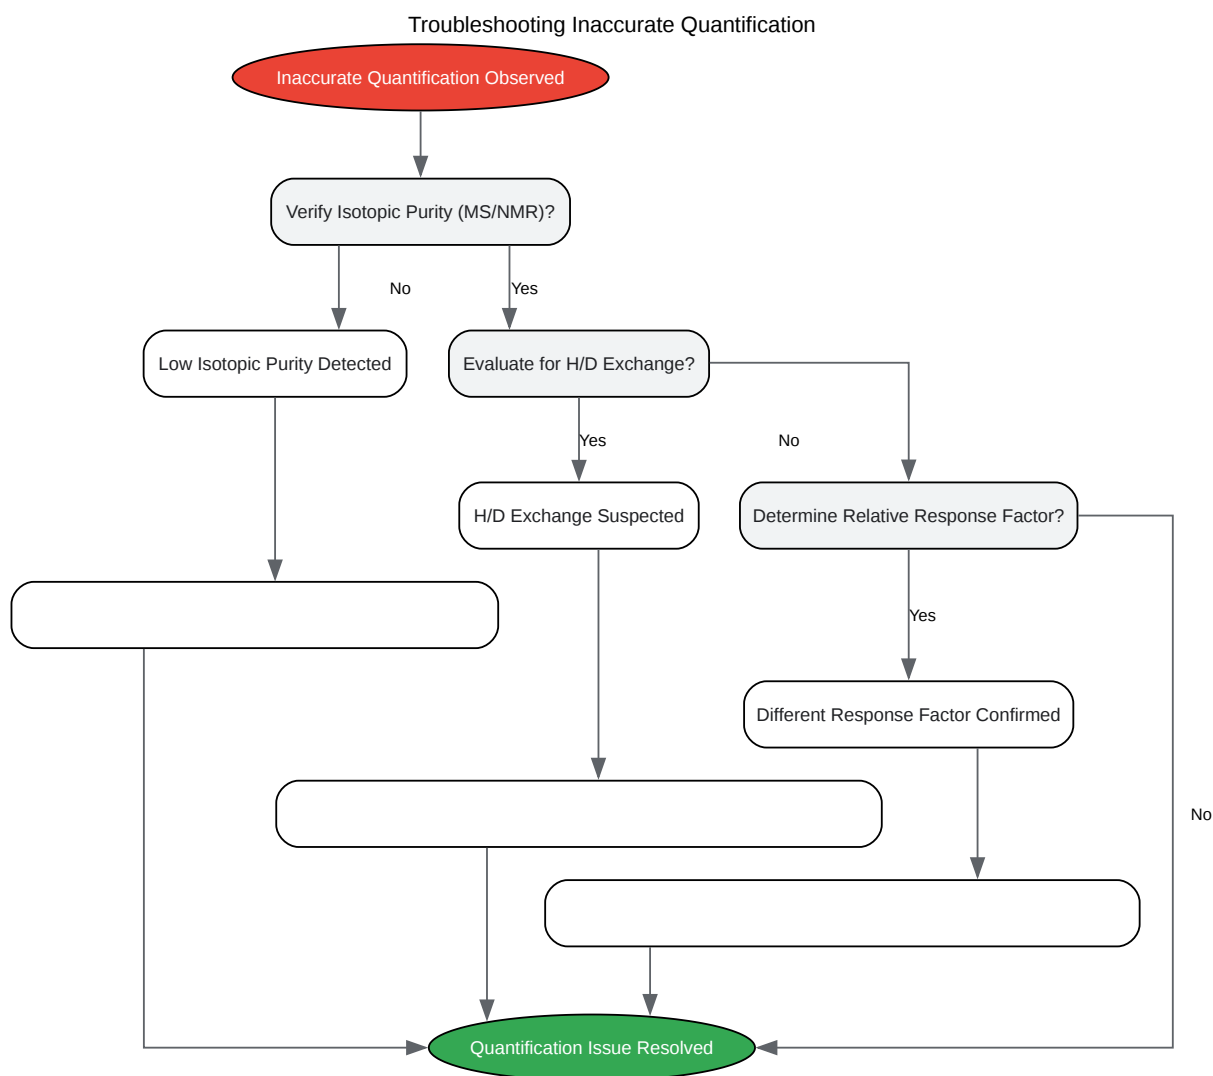 Troubleshooting Inaccurate Quantification
Inaccurate Quantification Observed
Verify Isotopic Purity (MS/NMR)?
No
Yes
Low Isotopic Purity Detected
Evaluate for H/D Exchange?
Yes
No
H/D Exchange Suspected
Determine Relative Response Factor?
Yes
Different Response Factor Confirmed
No
Quantification Issue Resolved